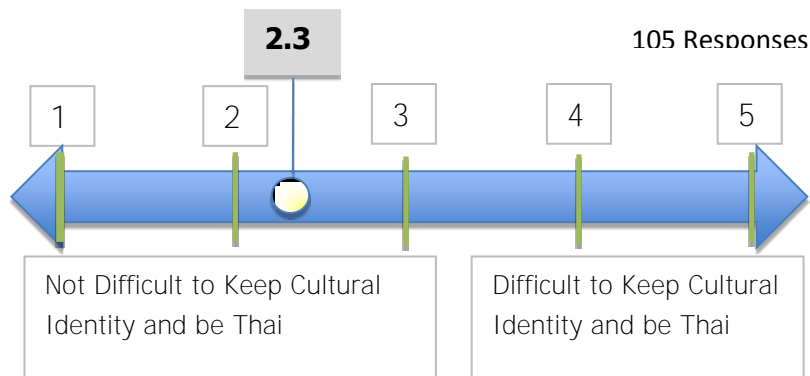 2.3
105 Responses
1 2 3 4 5
Not Difficult to Keep Cultural
Identity and be Thai
Difficult to Keep Cultural
Identity and be Thai